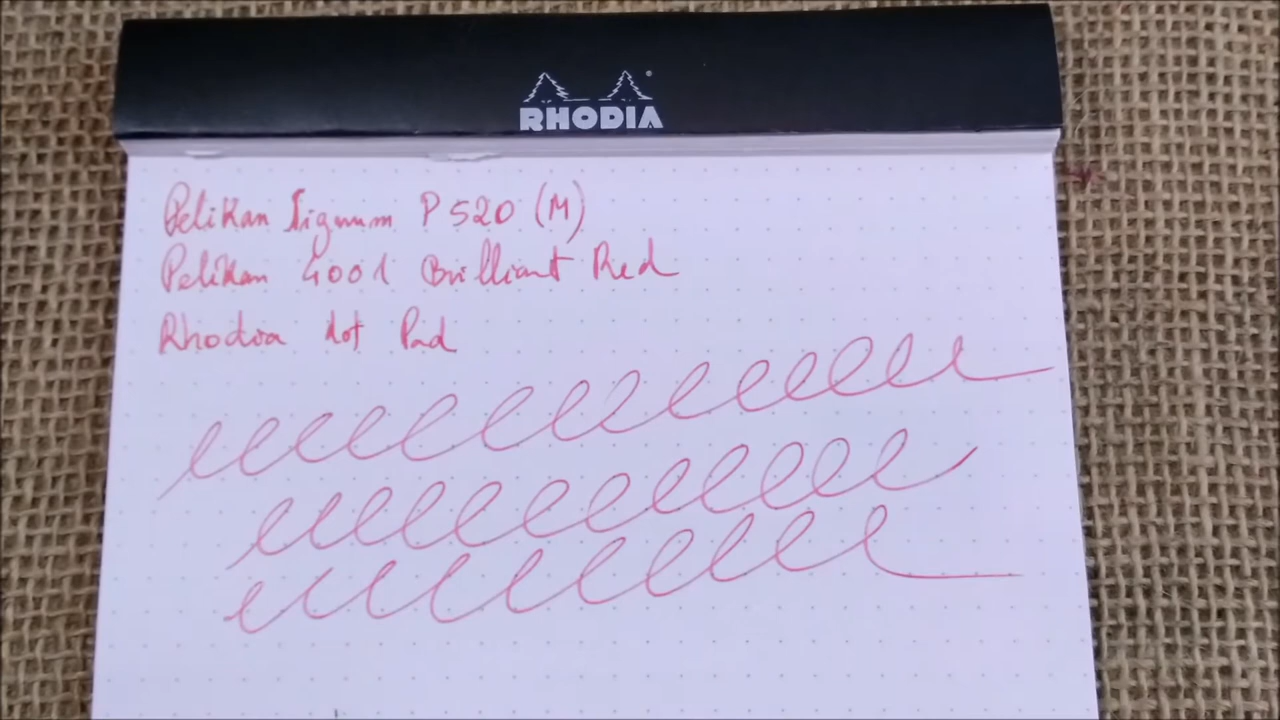 RHODIA
Pelikan Signum P520 (M)
Pelikan 4001 Brilliant Red
Rhodia dot Pad